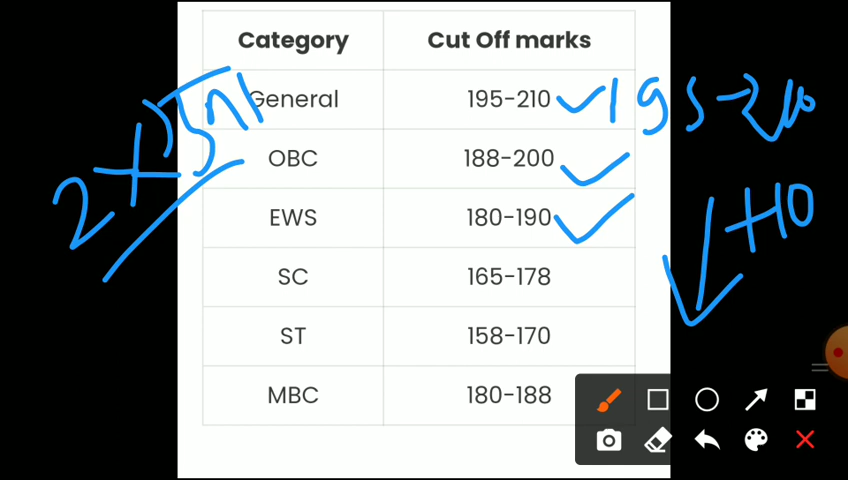 Category Cut Off marks
General 195-210 195-210
OBC 188-200
EWS 180-190 +10
SC 165-178
ST 158-170
MBC 180-188